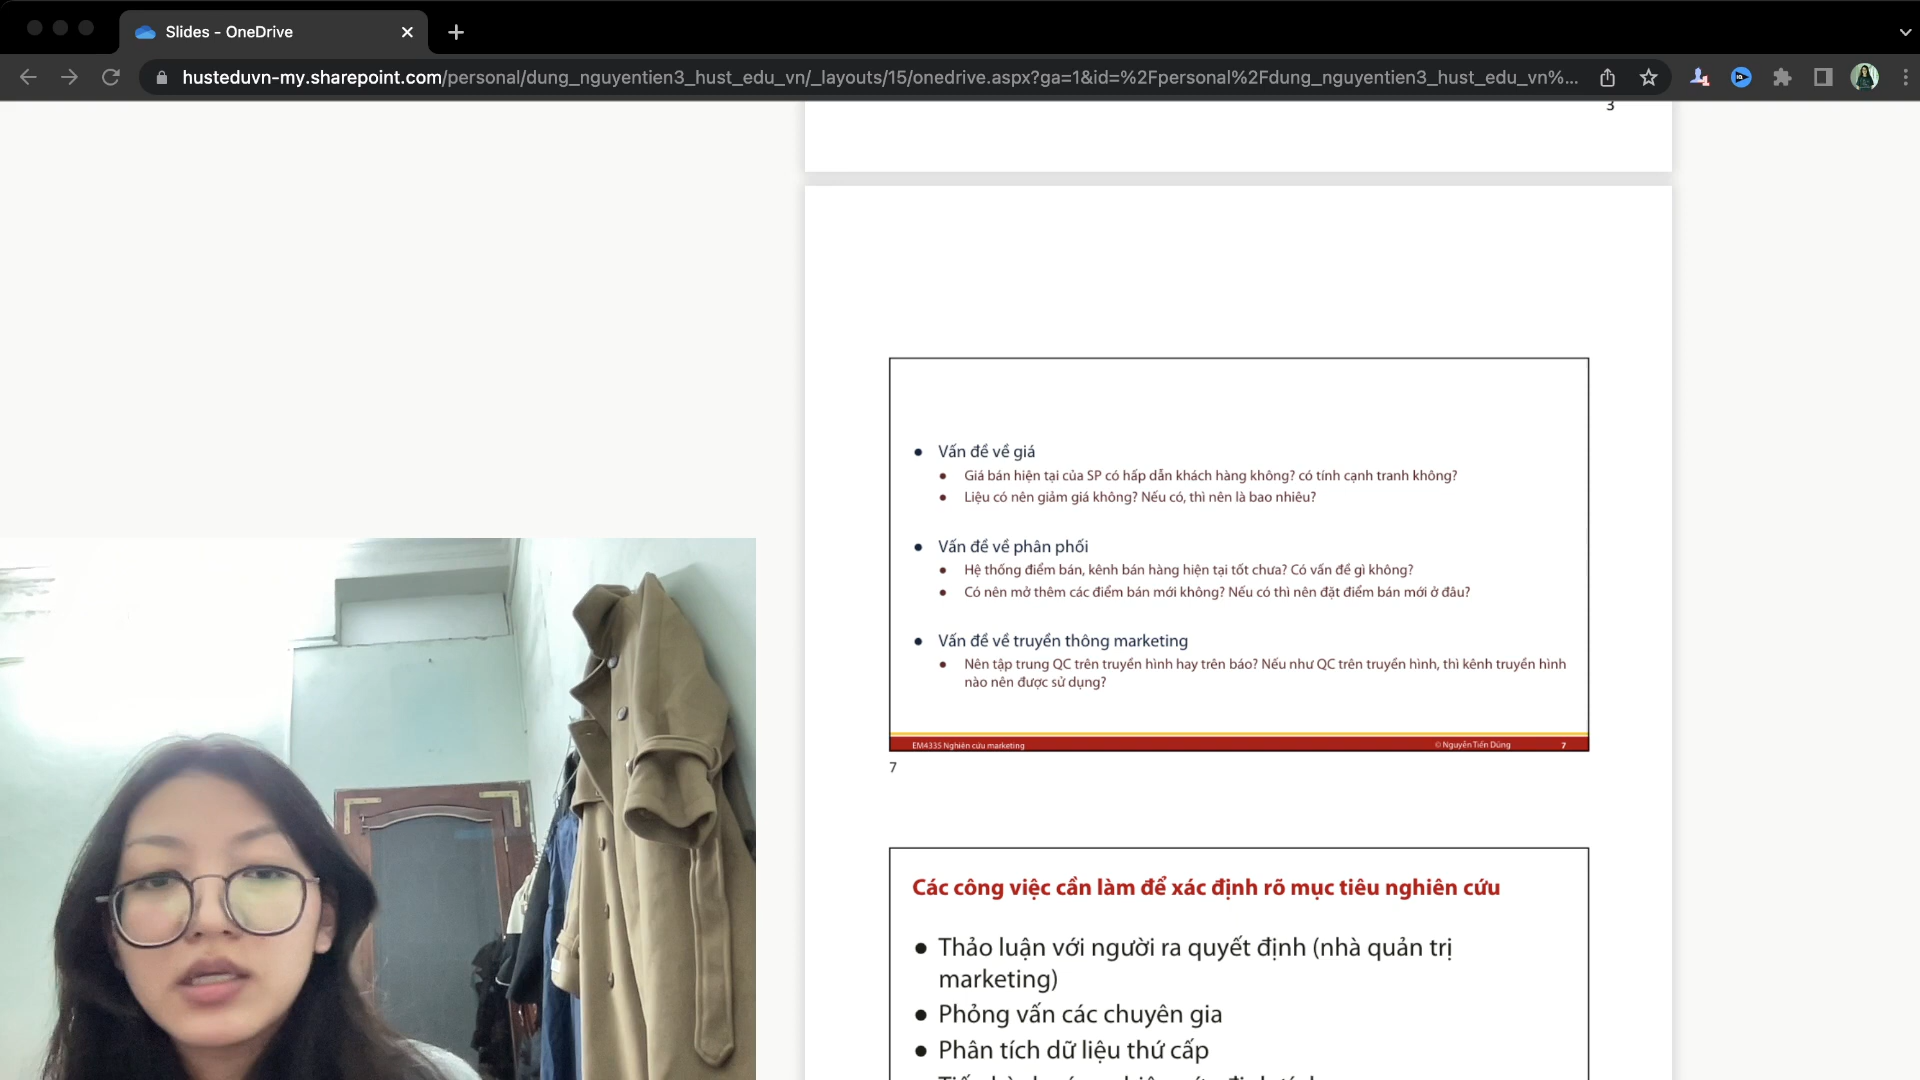 Slides - OneDrive
husteduvn-my.sharepoint.com/personal/dung_nguyentien3_hust_edu_vn/_layouts/15/onedrive.aspx?ga=1&id=%2Fpersonal%2Fdung_nguyentien3_hust_edu_vn%...
3
● Vấn đề về giá
● Giá bán hiện tại của SP có hấp dẫn khách hàng không? có tính cạnh tranh không?
● Liệu có nên giảm giá không? Nếu có, thì nên là bao nhiêu?
● Vấn đề về phân phối
● Hệ thống điểm bán, kênh bán hàng hiện tại tốt chưa? Có vấn đề gì không?
● Có nên mở thêm các điểm bán mới không? Nếu có thì nên đặt điểm bán mới ở đâu?
● Vấn đề về truyền thông marketing
● Nên tập trung QC trên truyền hình hay trên báo? Nếu như QC trên truyền hình, thì kênh truyền hình
nào nên được sử dụng?
EM4335 Nghiên cứu marketing © Nguyễn Tiến Dũng 7
7
Các công việc cần làm để xác định rõ mục tiêu nghiên cứu
● Thảo luận với người ra quyết định (nhà quản trị
marketing)
● Phỏng vấn các chuyên gia
● Phân tích dữ liệu thứ cấp